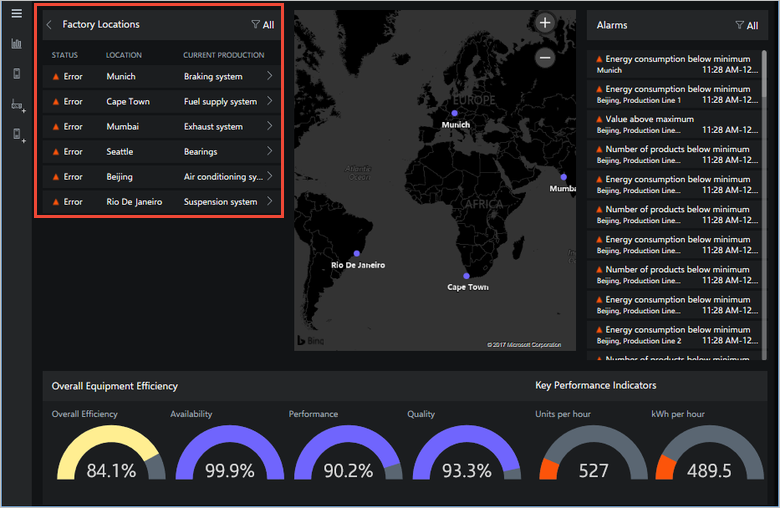 Factory Locations All
STATUS LOCATION CURRENT PRODUCTION
Error Munich Braking system
Error Cape Town Fuel supply system
Error Mumbai Exhaust system
Error Seattle Bearings
Error Beijing Air conditioning sy...
Error Rio De Janeiro Suspension system
+
−
EUROPE
Munich
Atlantic
Ocean
AFRICA
Mumba
Rio De Janeiro
Cape Town
Bing
© 2017 Microsoft Corporation
Alarms All
Energy consumption below minimum
Munich 11:28 AM-12...
Energy consumption below minimum
Beijing, Production Line 1 11:28 AM-12...
Value above maximum
Beijing, Production Line... 11:28 AM-12...
Number of products below minimum
Beijing, Production Line... 11:28 AM-12...
Energy consumption below minimum
Beijing, Production Line... 11:28 AM-12...
Number of products below minimum
Beijing, Production Line... 11:28 AM-12...
Energy consumption below minimum
Beijing, Production Line... 11:28 AM-12...
Number of products below minimum
Beijing, Production Line... 11:28 AM-12...
Energy consumption below minimum
Beijing, Production Line... 11:28 AM-12...
Energy consumption below minimum
Beijing, Production Line 2 11:28 AM-12...
Number of products below minimum
Overall Equipment Efficiency
Overall Efficiency Availability Performance Quality
84.1% 99.9% 90.2% 93.3%
Key Performance Indicators
Units per hour kWh per hour
527 489.5